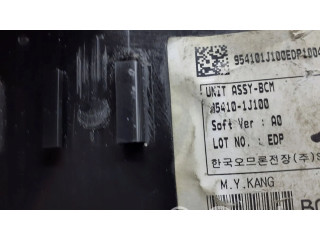 954101J100EDP1004
UNIT ASSY-BCM
95410-1J100
Soft Ver : A0
LOT NO. : EDP
한국오므론전장(주)
M.Y.KANG
BC